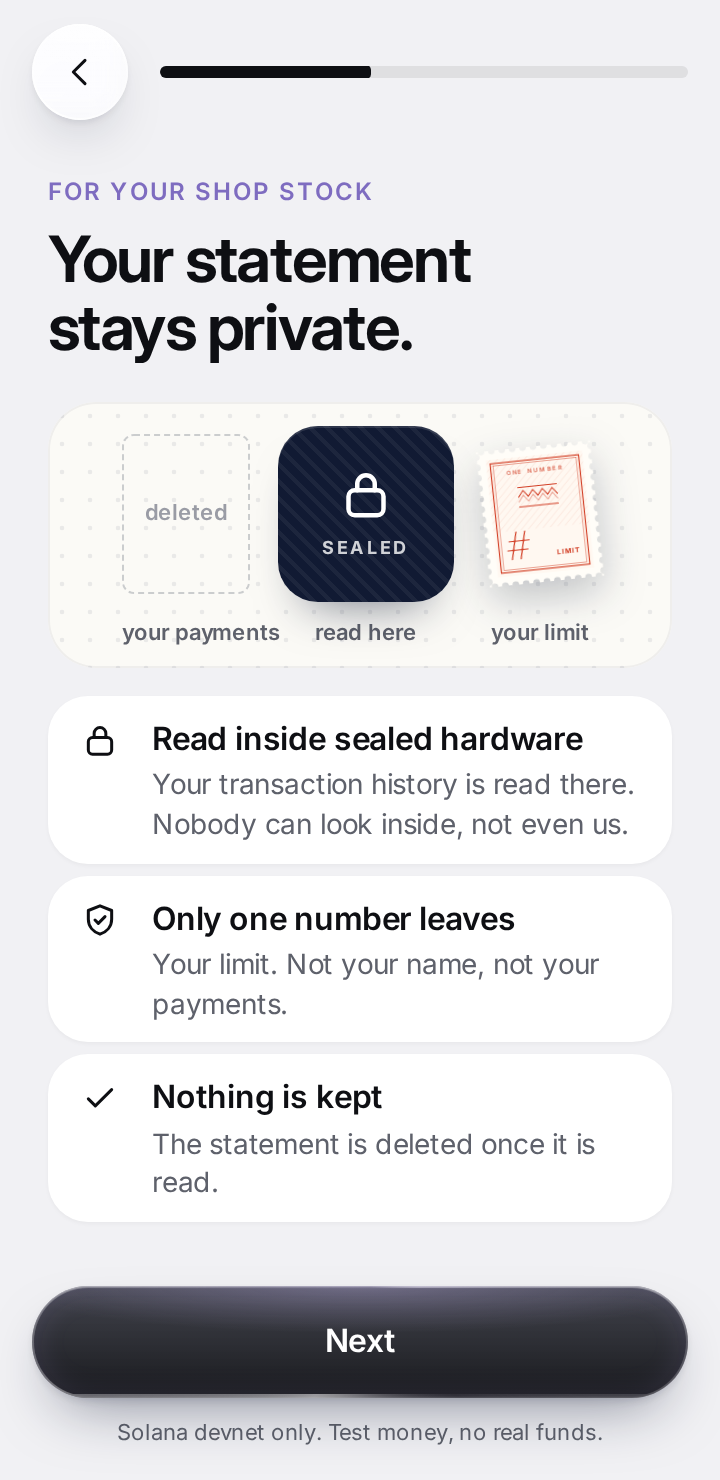 FOR YOUR SHOP STOCK
Your statement
stays private.
deleted
SEALED
ONE NUMBER
#
LIMIT
your payments
read here
your limit
Read inside sealed hardware
Your transaction history is read there.
Nobody can look inside, not even us.
Only one number leaves
Your limit. Not your name, not your
payments.
Nothing is kept
The statement is deleted once it is
read.
Next
Solana devnet only. Test money, no real funds.